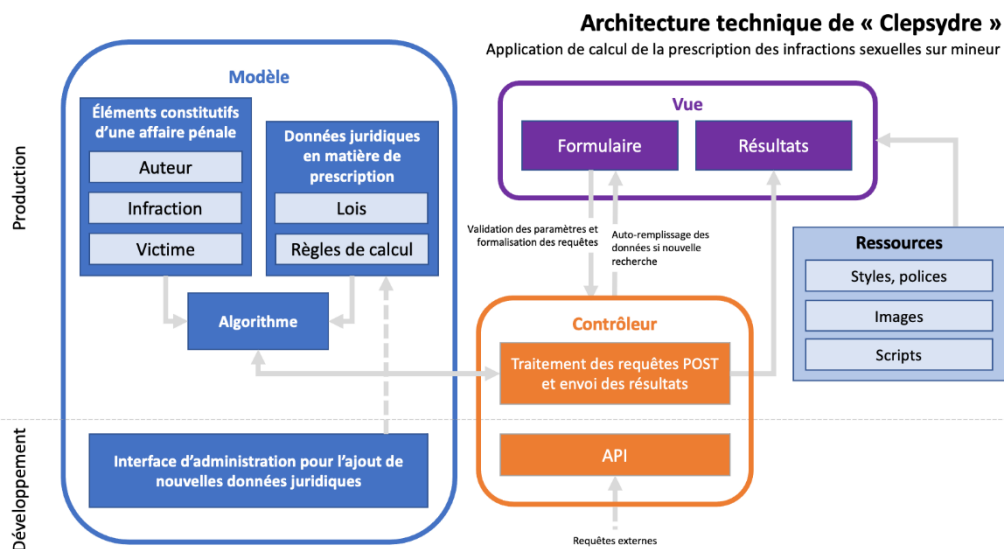 Architecture technique de « Clepsydre »
Application de calcul de la prescription des infractions sexuelles sur mineur
Production
Modèle
Éléments constitutifs
d’une affaire pénale
Auteur
Infraction
Victime
Données juridiques
en matière de
prescription
Lois
Règles de calcul
Algorithme
Vue
Formulaire
Résultats
Validation des paramètres et
formalisation des requêtes
Auto-remplissage des
données si nouvelle
recherche
Ressources
Styles, polices
Images
Scripts
Contrôleur
Traitement des requêtes POST
et envoi des résultats
Développement
Interface d’administration pour l’ajout de
nouvelles données juridiques
API
Requêtes externes